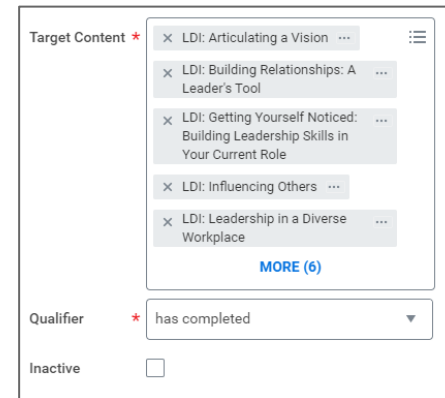 Target Content *
× LDI: Articulating a Vision ...
× LDI: Building Relationships: A ...
Leader's Tool
× LDI: Getting Yourself Noticed: ...
Building Leadership Skills in
Your Current Role
× LDI: Influencing Others ...
× LDI: Leadership in a Diverse ...
Workplace
MORE (6)
Qualifier * has completed
Inactive